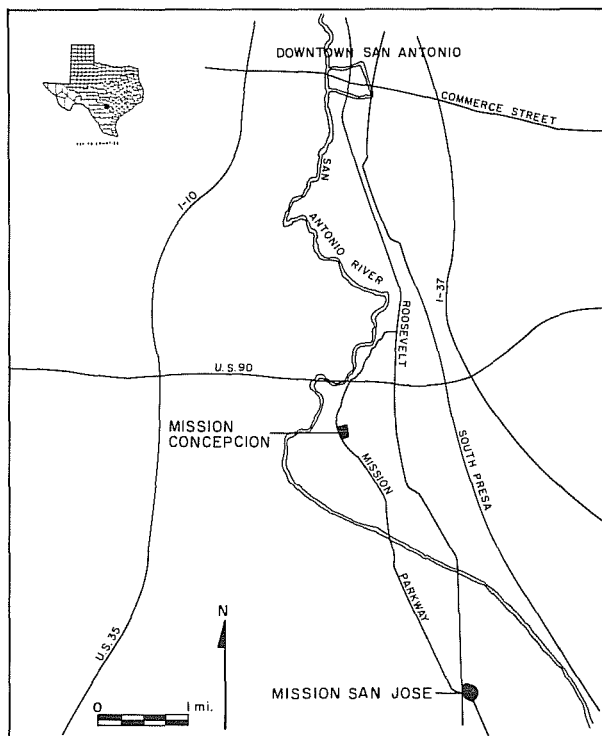 DOWNTOWN SAN ANTONIO
COMMERCE STREET
SAN
ANTONIO
RIVER
I-10
I-37
ROOSEVELT
U.S.90
MISSION
CONCEPCION
MISSION
PARKWAY
SOUTH PRESA
U.S.35
N
0 1 mi.
MISSION SAN JOSE